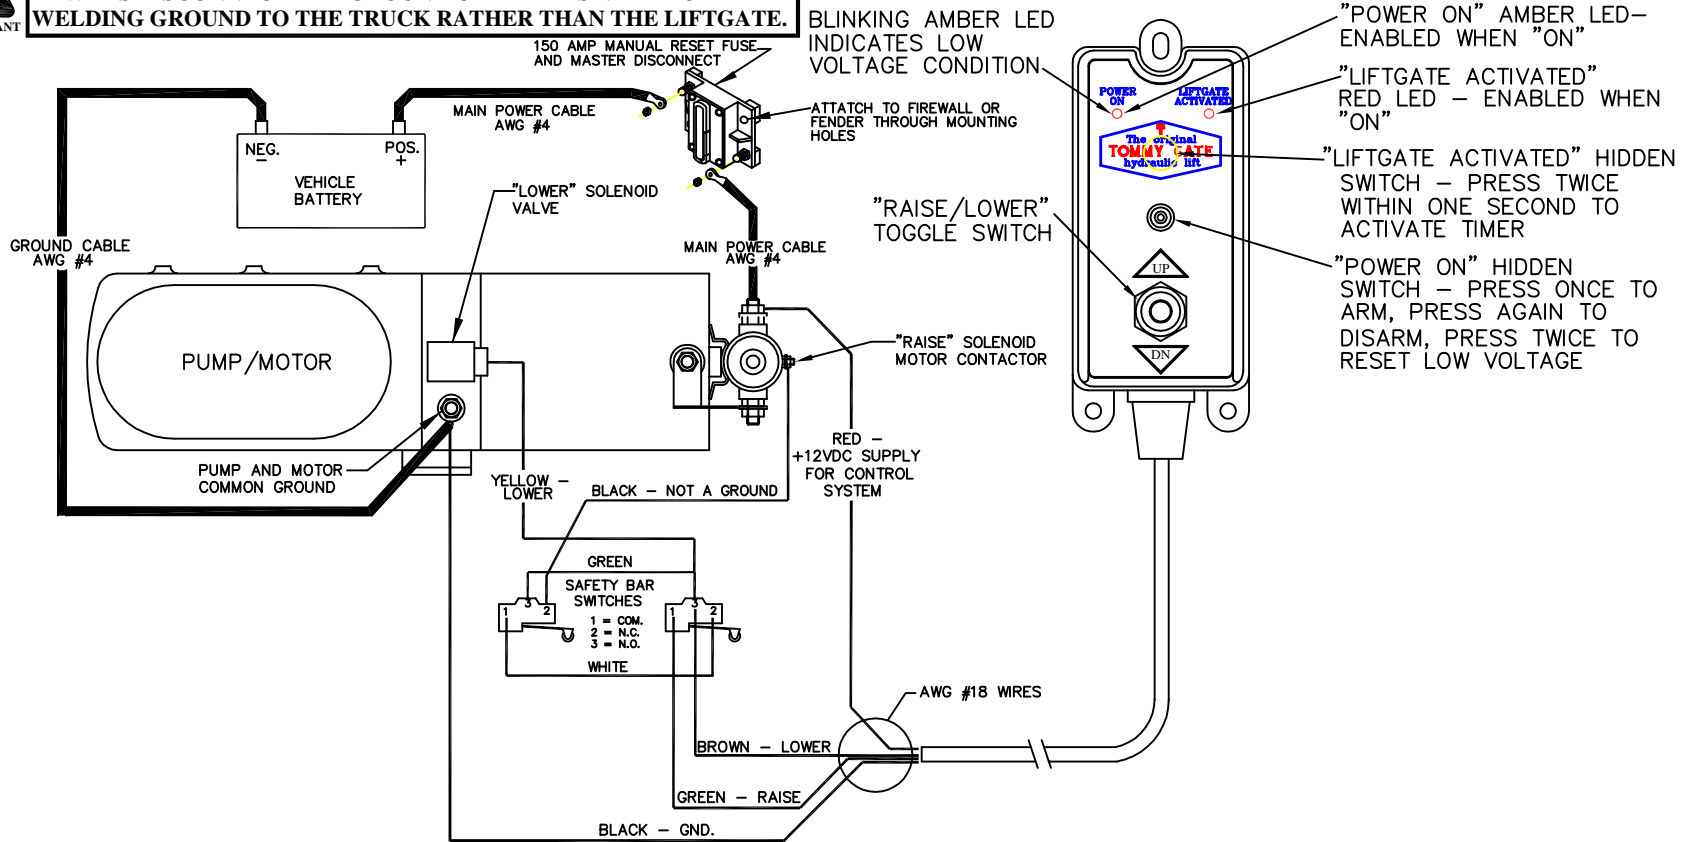 WELDING GROUND TO THE TRUCK RATHER THAN THE LIFTGATE.
150 AMP MANUAL RESET FUSE
AND MASTER DISCONNECT
MAIN POWER CABLE
AWG #4
ATTATCH TO FIREWALL OR
FENDER THROUGH MOUNTING
HOLES
NEG.
–
POS.
+
VEHICLE
BATTERY
"LOWER" SOLENOID
VALVE
GROUND CABLE
AWG #4
MAIN POWER CABLE
AWG #4
PUMP/MOTOR
"RAISE" SOLENOID
MOTOR CONTACTOR
PUMP AND MOTOR
COMMON GROUND
YELLOW –
LOWER
BLACK – NOT A GROUND
RED –
+12VDC SUPPLY
FOR CONTROL
SYSTEM
GREEN
SAFETY BAR
SWITCHES
1 = COM.
2 = N.C.
3 = N.O.
1
3
2
1
3
2
WHITE
AWG #18 WIRES
BROWN – LOWER
GREEN – RAISE
BLACK – GND.
BLINKING AMBER LED
INDICATES LOW
VOLTAGE CONDITION
"RAISE/LOWER"
TOGGLE SWITCH
POWER
ON
LIFTGATE
ACTIVATED
T
The original
TOMMY GATE
hydraulic lift
UP
DN
"POWER ON" AMBER LED–
ENABLED WHEN "ON"
"LIFTGATE ACTIVATED"
RED LED – ENABLED WHEN
"ON"
"LIFTGATE ACTIVATED" HIDDEN
SWITCH – PRESS TWICE
WITHIN ONE SECOND TO
ACTIVATE TIMER
"POWER ON" HIDDEN
SWITCH – PRESS ONCE TO
ARM, PRESS AGAIN TO
DISARM, PRESS TWICE TO
RESET LOW VOLTAGE